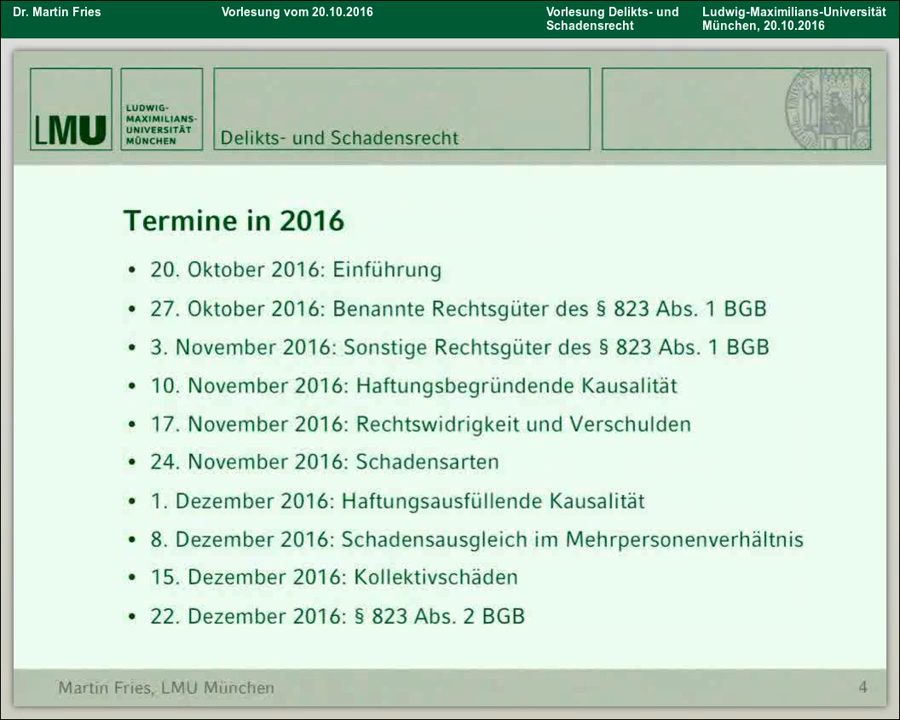 Dr. Martin Fries
Vorlesung vom 20.10.2016
Vorlesung Delikts- und
Schadensrecht
Ludwig-Maximilians-Universität
München, 20.10.2016
LMU
LUDWIG-
MAXIMILIANS-
UNIVERSITÄT
MÜNCHEN
Delikts- und Schadensrecht
Termine in 2016
• 20. Oktober 2016: Einführung
• 27. Oktober 2016: Benannte Rechtsgüter des § 823 Abs. 1 BGB
• 3. November 2016: Sonstige Rechtsgüter des § 823 Abs. 1 BGB
• 10. November 2016: Haftungsbegründende Kausalität
• 17. November 2016: Rechtswidrigkeit und Verschulden
• 24. November 2016: Schadensarten
• 1. Dezember 2016: Haftungsausfüllende Kausalität
• 8. Dezember 2016: Schadensausgleich im Mehrpersonenverhältnis
• 15. Dezember 2016: Kollektivschäden
• 22. Dezember 2016: § 823 Abs. 2 BGB
Martin Fries, LMU München
4